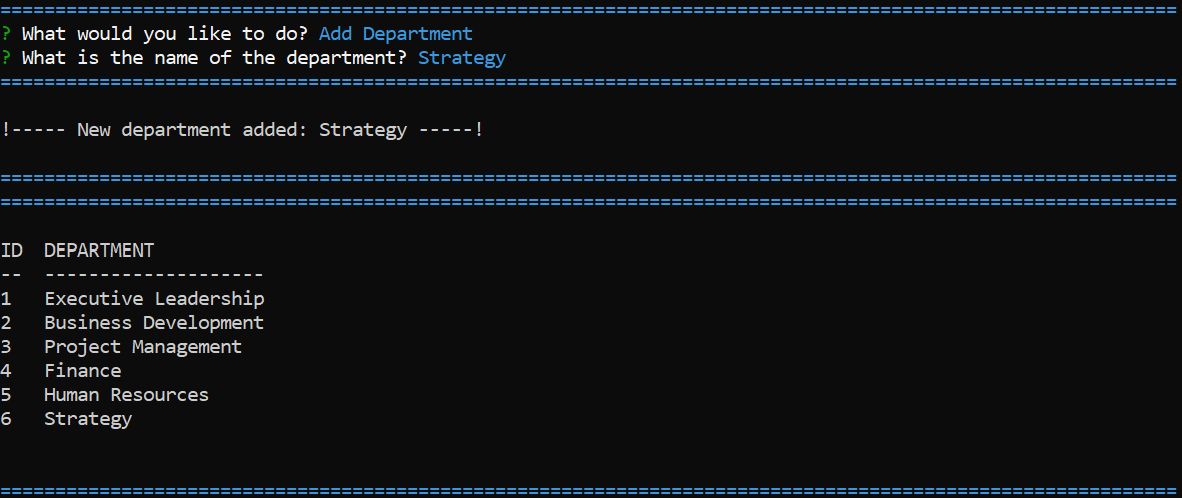 ===========================================================================================================
? What would you like to do? Add Department
? What is the name of the department? Strategy
===========================================================================================================
!----- New department added: Strategy -----!
===========================================================================================================
===========================================================================================================
ID  DEPARTMENT
--  --------------------
1   Executive Leadership
2   Business Development
3   Project Management
4   Finance
5   Human Resources
6   Strategy
===========================================================================================================